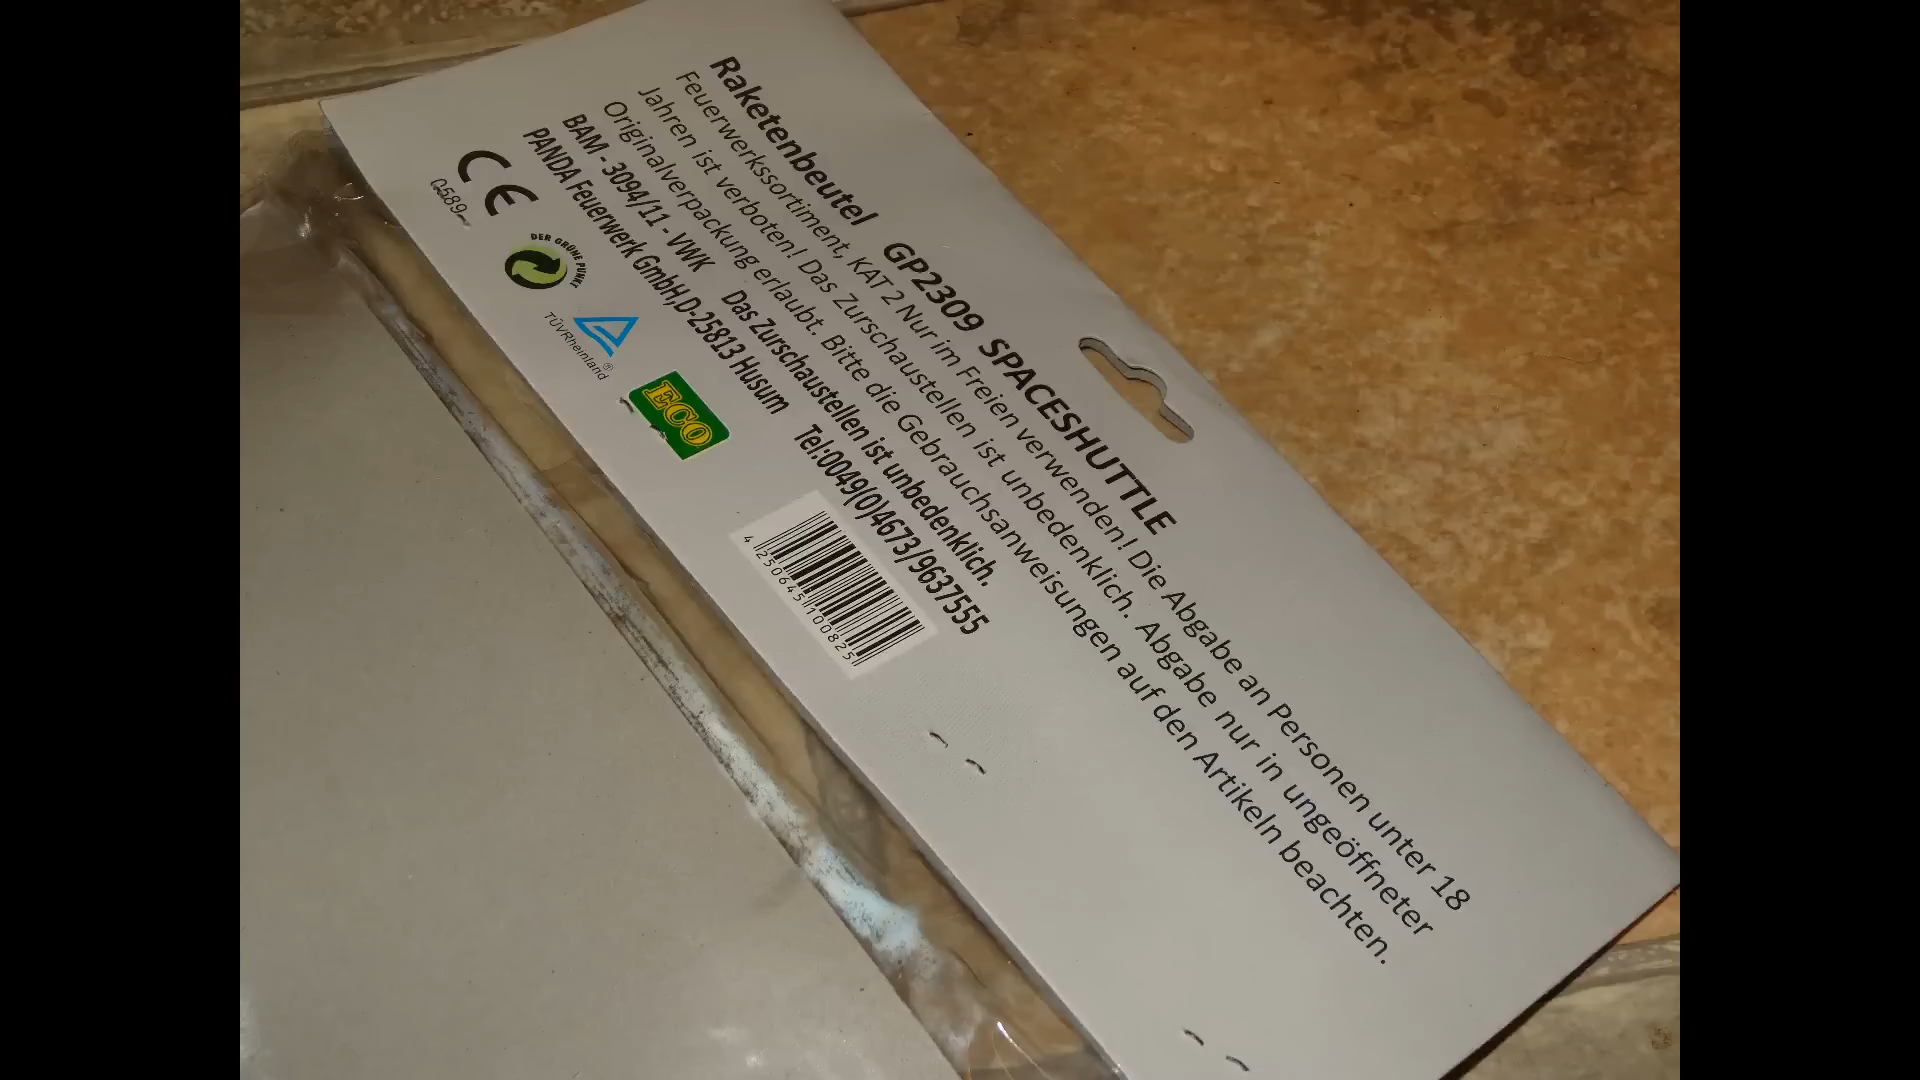 Raketenbeutel GP2309 SPACESHUTTLE
Feuerwerkssortiment, KAT 2 Nur im Freien verwenden! Die Abgabe an Personen unter 18
Jahren ist verboten! Das Zurschaustellen ist unbedenklich. Abgabe nur in ungeöffneter
Originalverpackung erlaubt. Bitte die Gebrauchsanweisungen auf den Artikeln beachten.
BAM - 3094/11 - VWK Das Zurschaustellen ist unbedenklich.
PANDA Feuerwerk GmbH,D-25813 Husum Tel:0049(0)4673/9637555
CE
0589
DER GRÜNE PUNKT
TÜVRheinland®
ECO
4 250645 100825